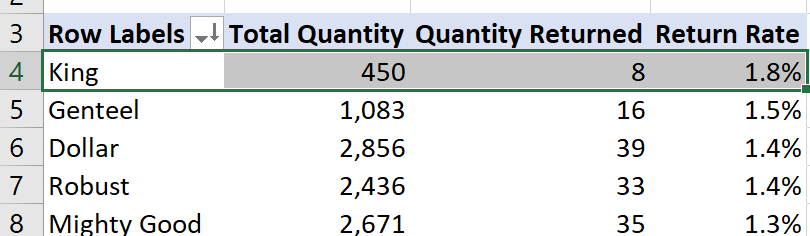 3 Row Labels Total Quantity Quantity Returned Return Rate
4 King 450 8 1.8%
5 Genteel 1,083 16 1.5%
6 Dollar 2,856 39 1.4%
7 Robust 2,436 33 1.4%
8 Mighty Good 2,671 35 1.3%